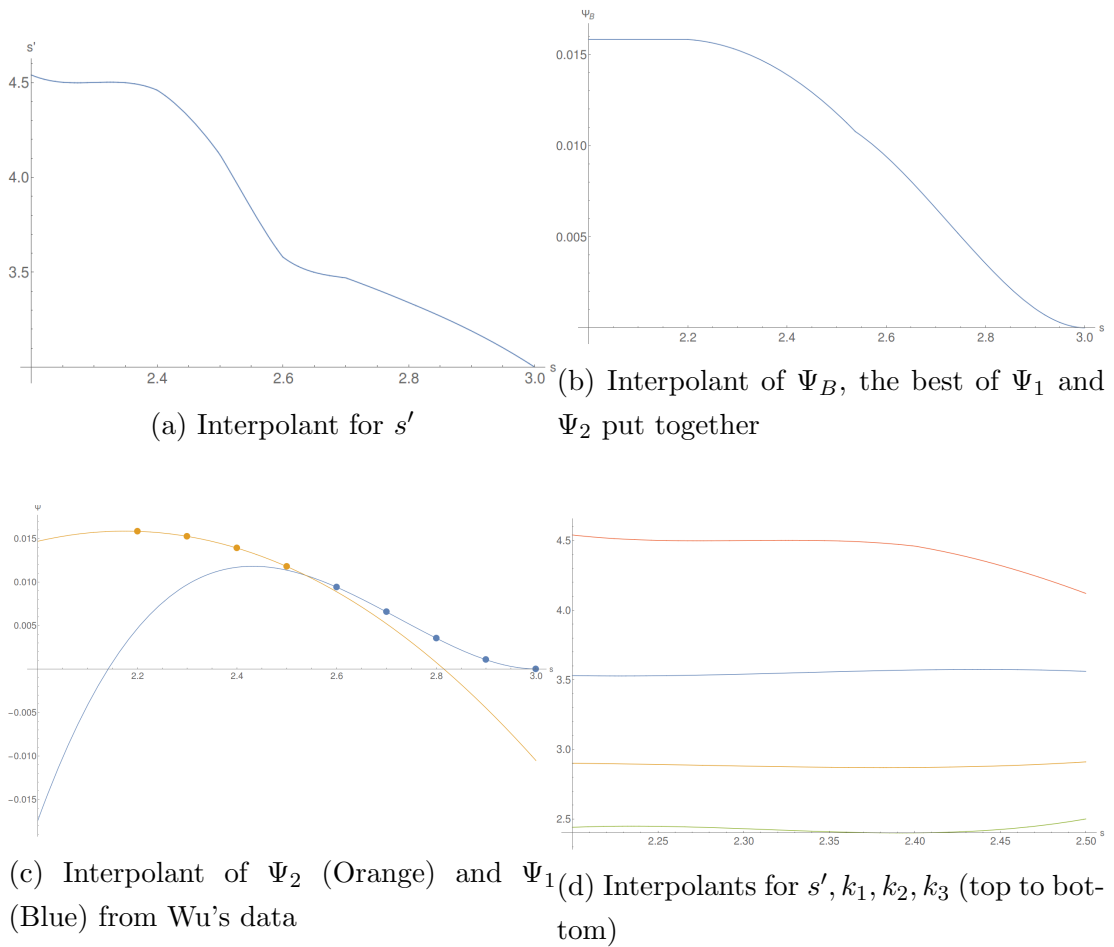 s′
4.5
4.0
3.5
2.4
2.6
2.8
3.0
s
(a) Interpolant for s′
Ψ_B
0.015
0.010
0.005
2.2
2.4
2.6
2.8
3.0
s
(b) Interpolant of Ψ_B, the best of Ψ_1 and
Ψ_2 put together
Ψ
0.015
0.010
0.005
−0.005
−0.010
−0.015
2.2
2.4
2.6
2.8
3.0
s
(c) Interpolant of Ψ_2 (Orange) and Ψ_1
(Blue) from Wu's data
4.5
4.0
3.5
3.0
2.5
2.25
2.30
2.35
2.40
2.45
2.50
s
(d) Interpolants for s′, k_1, k_2, k_3 (top to bot-
tom)